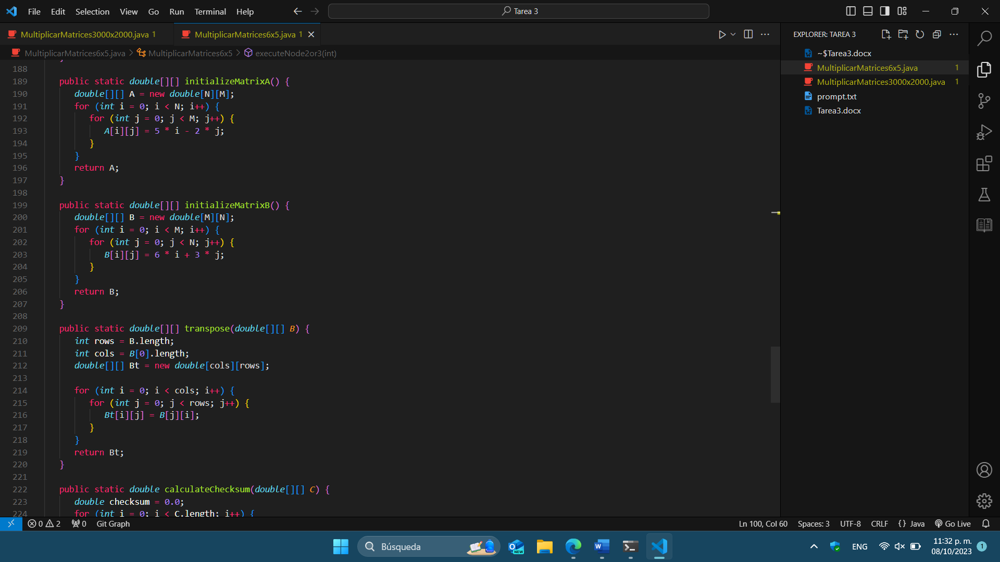 File Edit Selection View Go Run Terminal Help
Tarea 3
MultiplicarMatrices3000x2000.java 1
MultiplicarMatrices6x5.java 1
MultiplicarMatrices6x5.java > MultiplicarMatrices6x5 > executeNode2or3(int)
188
189 public static double[][] initializeMatrixA() {
190 double[][] A = new double[N][M];
191 for (int i = 0; i < N; i++) {
192 for (int j = 0; j < M; j++) {
193 A[i][j] = 5 * i - 2 * j;
194 }
195 }
196 return A;
197 }
198
199 public static double[][] initializeMatrixB() {
200 double[][] B = new double[M][N];
201 for (int i = 0; i < M; i++) {
202 for (int j = 0; j < N; j++) {
203 B[i][j] = 6 * i + 3 * j;
204 }
205 }
206 return B;
207 }
208
209 public static double[][] transpose(double[][] B) {
210 int rows = B.length;
211 int cols = B[0].length;
212 double[][] Bt = new double[cols][rows];
213
214 for (int i = 0; i < cols; i++) {
215 for (int j = 0; j < rows; j++) {
216 Bt[i][j] = B[j][i];
217 }
218 }
219 return Bt;
220 }
221
222 public static double calculateChecksum(double[][] C) {
223 double checksum = 0.0;
224 for (int i = 0; i < C.length; i++) {
EXPLORER: TAREA 3
~$Tarea3.docx
MultiplicarMatrices6x5.java 1
MultiplicarMatrices3000x2000.java 1
prompt.txt
Tarea3.docx
0 2 0 Git Graph
Ln 100, Col 60 Spaces: 3 UTF-8 CRLF {} Java Go Live
Búsqueda
NEW
ENG
11:32 p. m.
08/10/2023
1